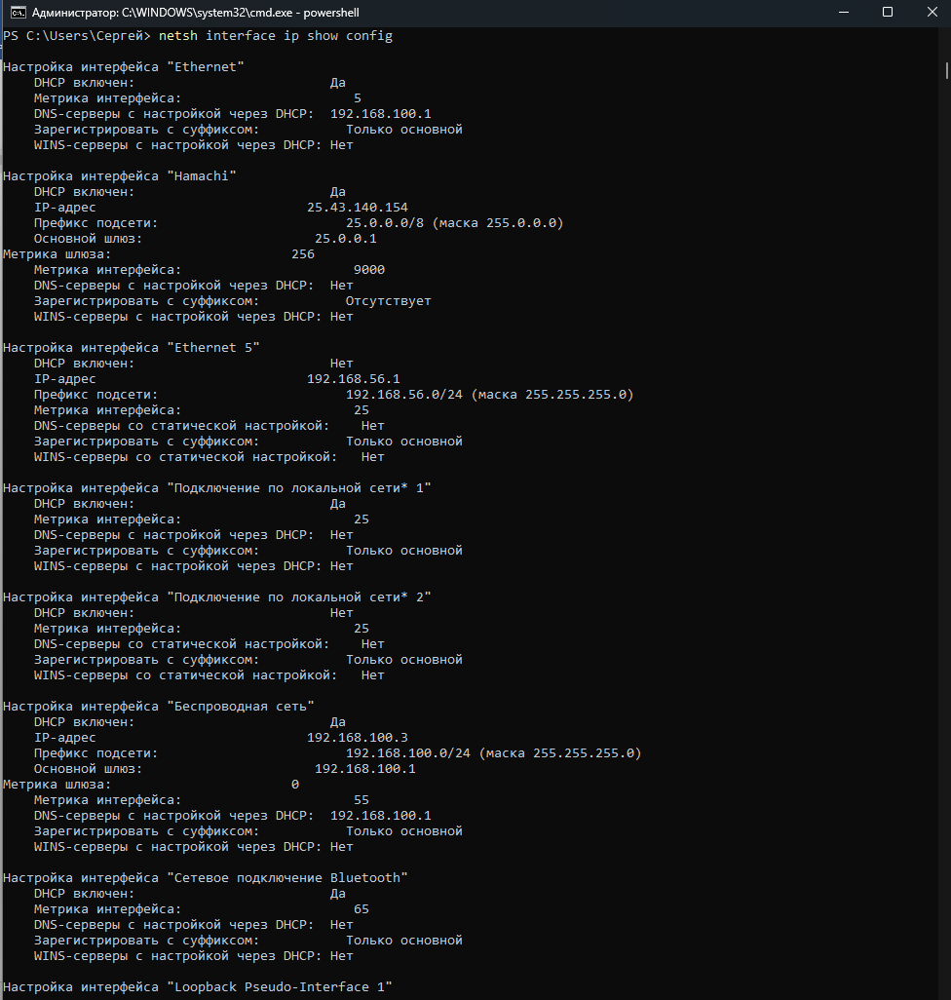 Администратор: C:\WINDOWS\system32\cmd.exe - powershell
PS C:\Users\Сергей> netsh interface ip show config
Настройка интерфейса "Ethernet"
DHCP включен: Да
Метрика интерфейса: 5
DNS-серверы с настройкой через DHCP: 192.168.100.1
Зарегистрировать с суффиксом: Только основной
WINS-серверы с настройкой через DHCP: Нет
Настройка интерфейса "Hamachi"
DHCP включен: Да
IP-адрес 25.43.140.154
Префикс подсети: 25.0.0.0/8 (маска 255.0.0.0)
Основной шлюз: 25.0.0.1
Метрика шлюза: 256
Метрика интерфейса: 9000
DNS-серверы с настройкой через DHCP: Нет
Зарегистрировать с суффиксом: Отсутствует
WINS-серверы с настройкой через DHCP: Нет
Настройка интерфейса "Ethernet 5"
DHCP включен: Нет
IP-адрес 192.168.56.1
Префикс подсети: 192.168.56.0/24 (маска 255.255.255.0)
Метрика интерфейса: 25
DNS-серверы со статической настройкой: Нет
Зарегистрировать с суффиксом: Только основной
WINS-серверы со статической настройкой: Нет
Настройка интерфейса "Подключение по локальной сети* 1"
DHCP включен: Да
Метрика интерфейса: 25
DNS-серверы с настройкой через DHCP: Нет
Зарегистрировать с суффиксом: Только основной
WINS-серверы с настройкой через DHCP: Нет
Настройка интерфейса "Подключение по локальной сети* 2"
DHCP включен: Нет
Метрика интерфейса: 25
DNS-серверы со статической настройкой: Нет
Зарегистрировать с суффиксом: Только основной
WINS-серверы со статической настройкой: Нет
Настройка интерфейса "Беспроводная сеть"
DHCP включен: Да
IP-адрес 192.168.100.3
Префикс подсети: 192.168.100.0/24 (маска 255.255.255.0)
Основной шлюз: 192.168.100.1
Метрика шлюза: 0
Метрика интерфейса: 55
DNS-серверы с настройкой через DHCP: 192.168.100.1
Зарегистрировать с суффиксом: Только основной
WINS-серверы с настройкой через DHCP: Нет
Настройка интерфейса "Сетевое подключение Bluetooth"
DHCP включен: Да
Метрика интерфейса: 65
DNS-серверы с настройкой через DHCP: Нет
Зарегистрировать с суффиксом: Только основной
WINS-серверы с настройкой через DHCP: Нет
Настройка интерфейса "Loopback Pseudo-Interface 1"